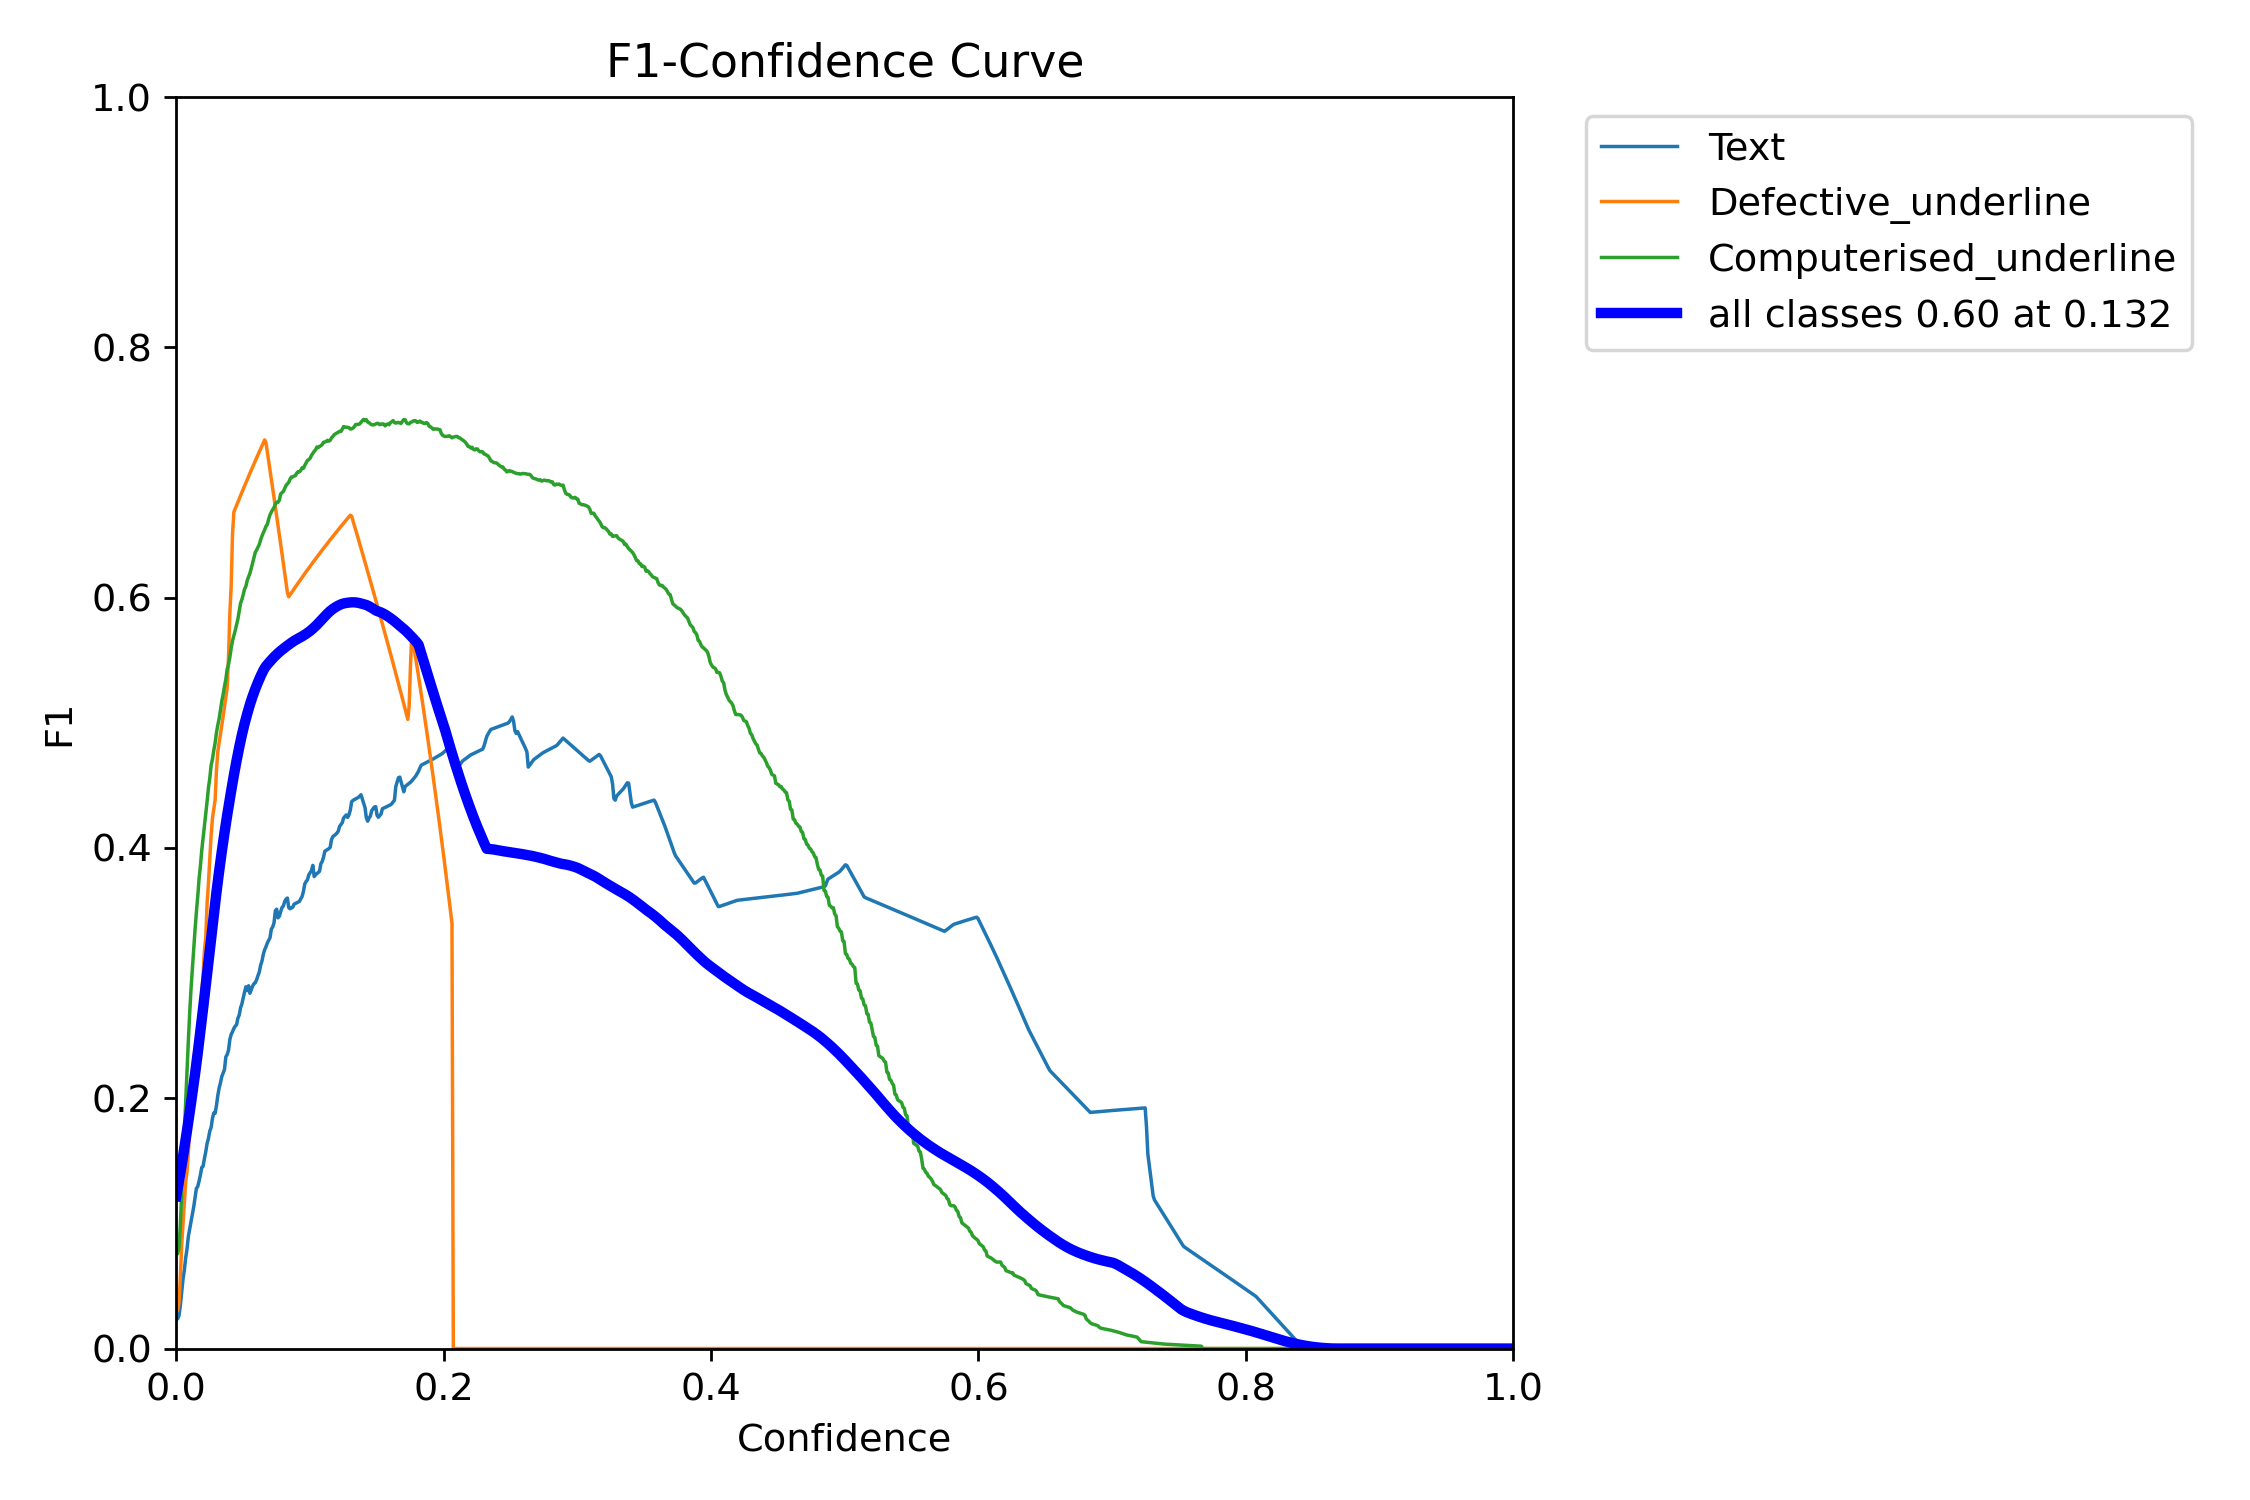 F1-Confidence Curve
1.0
0.8
0.6
0.4
0.2
0.0
F1
0.0 0.2 0.4 0.6 0.8 1.0
Confidence
Text
Defective_underline
Computerised_underline
all classes 0.60 at 0.132